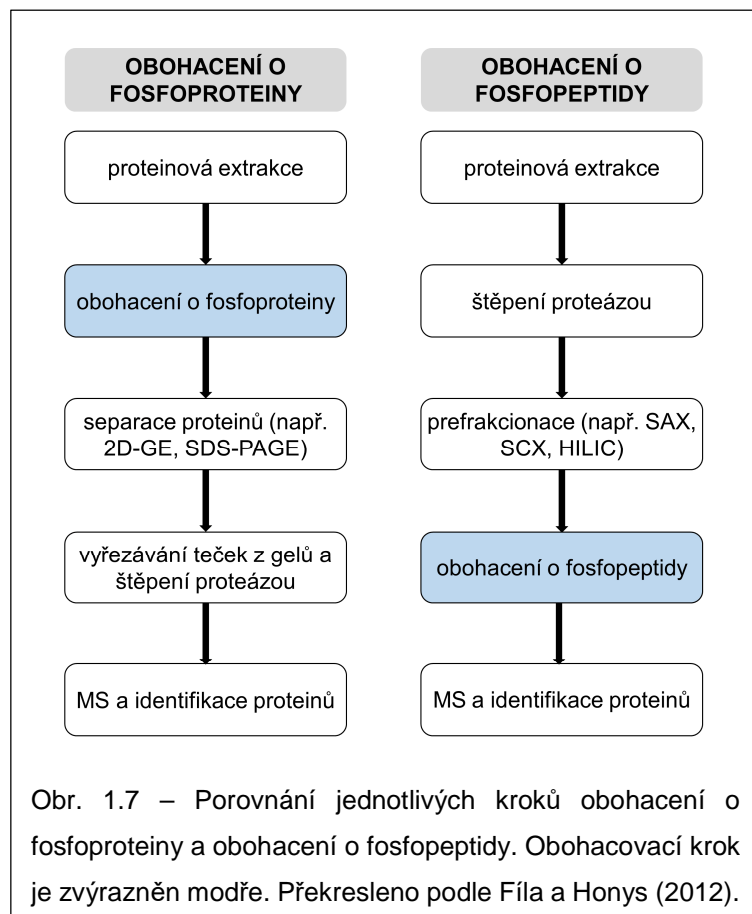 OBOHACENÍ O
FOSFOPROTEINY
proteinová extrakce
obohacení o fosfoproteiny
separace proteinů (např.
2D-GE, SDS-PAGE)
vyřezávání teček z gelů a
štěpení proteázou
MS a identifikace proteinů
OBOHACENÍ O
FOSFOPEPTIDY
proteinová extrakce
štěpení proteázou
prefrakcionace (např. SAX,
SCX, HILIC)
obohacení o fosfopeptidy
MS a identifikace proteinů
Obr. 1.7 – Porovnání jednotlivých kroků obohacení o
fosfoproteiny a obohacení o fosfopeptidy. Obohacovací krok
je zvýrazněn modře. Překresleno podle Fíla a Honys (2012).